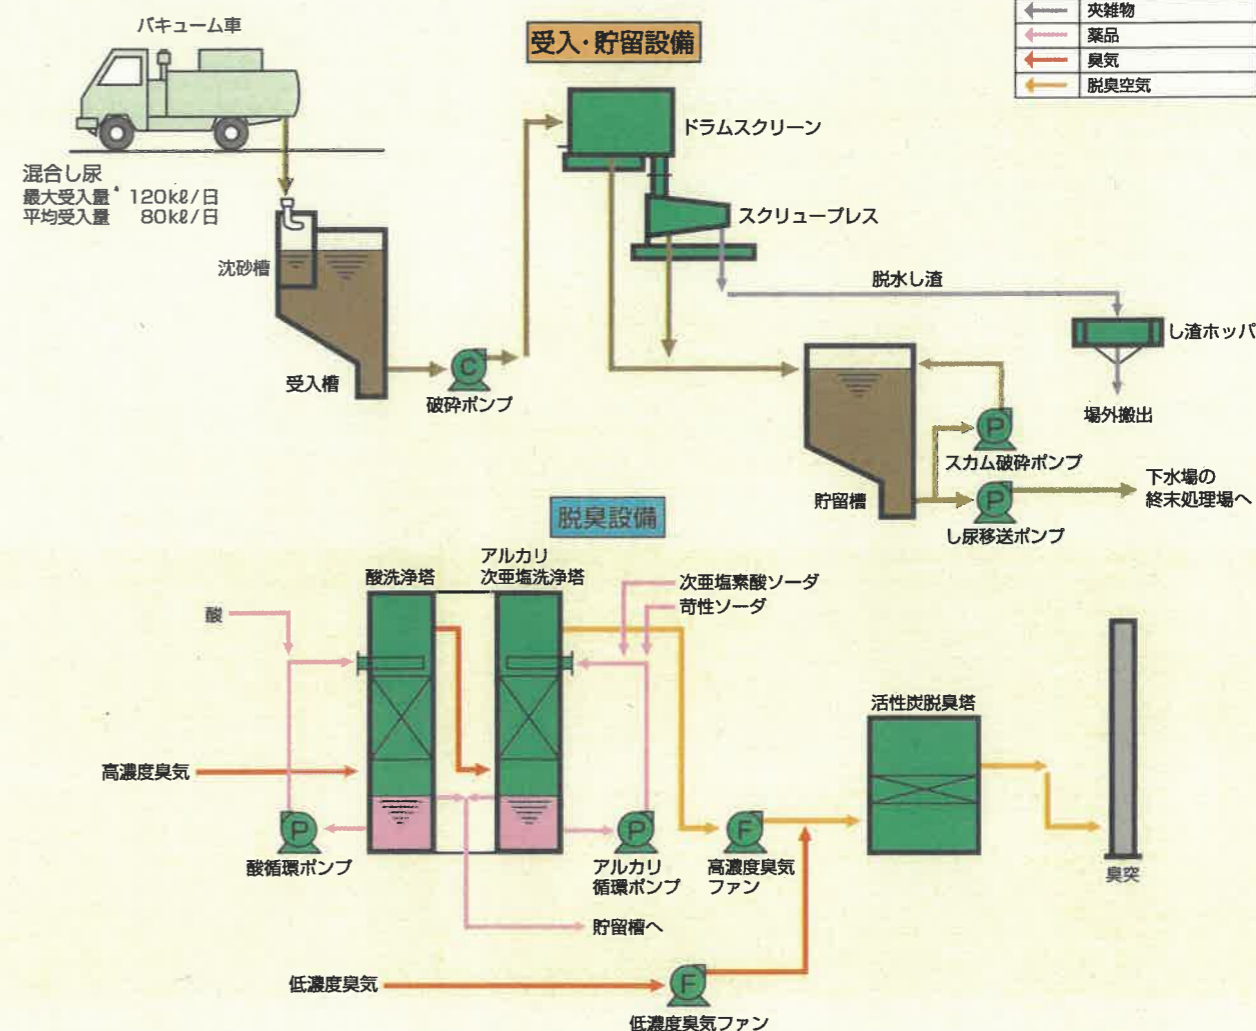 夾雑物
薬品
臭気
脱臭空気
バキューム車
受入・貯留設備
混合し尿
最大受入量 120kℓ/日
平均受入量 80kℓ/日
ドラムスクリーン
スクリュープレス
沈砂槽
脱水し渣
し渣ホッパ
受入槽
破砕ポンプ
C
場外搬出
P
スカム破砕ポンプ
貯留槽
P
し尿移送ポンプ
下水場の
終末処理場へ
脱臭設備
酸洗浄塔
アルカリ
次亜塩洗浄塔
次亜塩素酸ソーダ
苛性ソーダ
酸
活性炭脱臭塔
高濃度臭気
P
酸循環ポンプ
P
アルカリ
循環ポンプ
F
高濃度臭気
ファン
臭突
貯留槽へ
低濃度臭気
F
低濃度臭気ファン